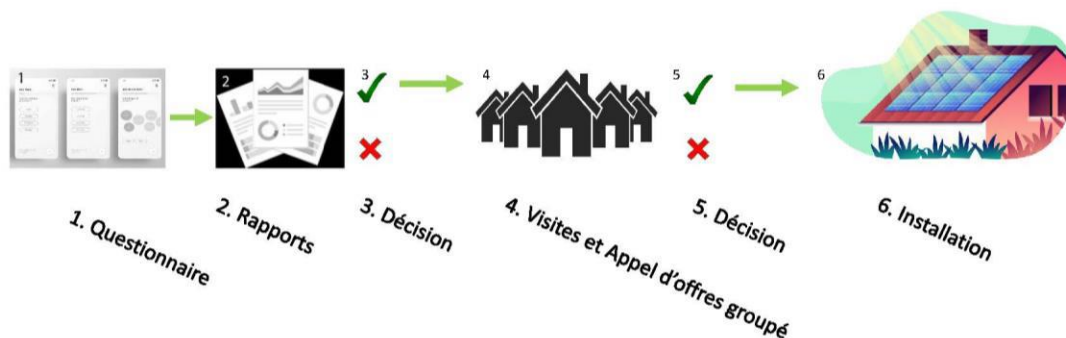 1
2
3
4
5
6
1. Questionnaire
2. Rapports
3. Décision
4. Visites et Appel d'offres groupé
5. Décision
6. Installation